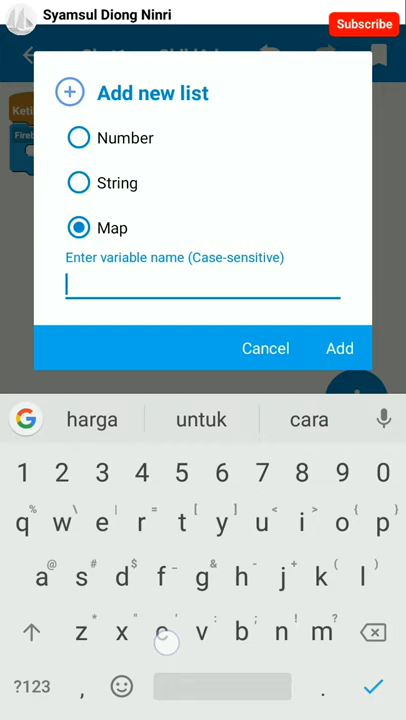 Syamsul Diong Ninri
Subscribe
Add new list
Number
String
Map
Enter variable name (Case-sensitive)
Cancel Add
harga untuk cara
1 2 3 4 5 6 7 8 9 0
% \ | = [ ] < > { }
q w e r t y u i o p
@ # $ _ & - + ( )
a s d f g h j k l
* " ' : ; ! ?
z x c v b n m
?123 , .